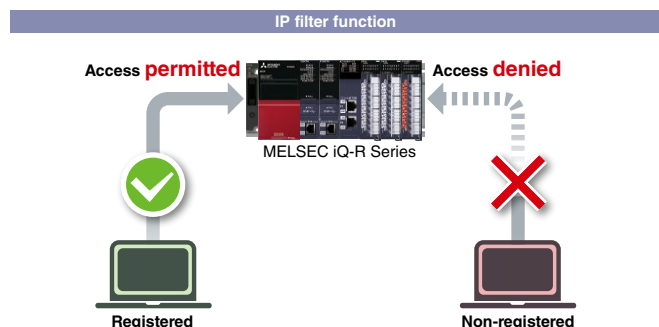 IP filter function
Access permitted
Access denied
MELSEC iQ-R Series
Registered
Non-registered